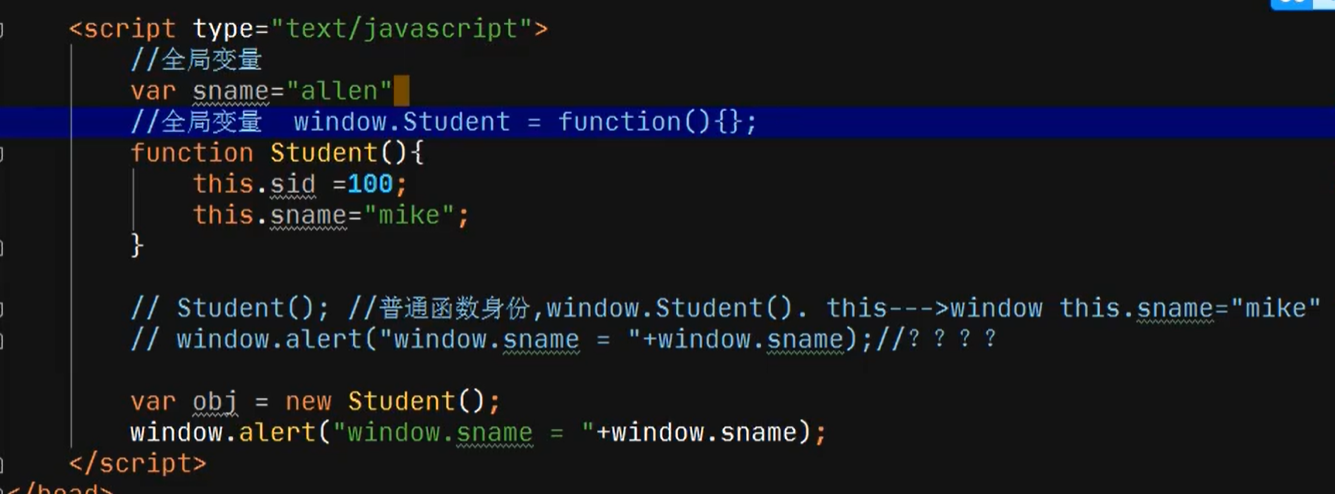 <script type="text/javascript">
//全局变量
var sname="allen"
//全局变量  window.Student = function(){};
function Student(){
this.sid =100;
this.sname="mike";
}
// Student(); //普通函数身份,window.Student(). this--->window this.sname="mike"
// window.alert("window.sname = "+window.sname);//？？？？
var obj = new Student();
window.alert("window.sname = "+window.sname);
</script>
</head>